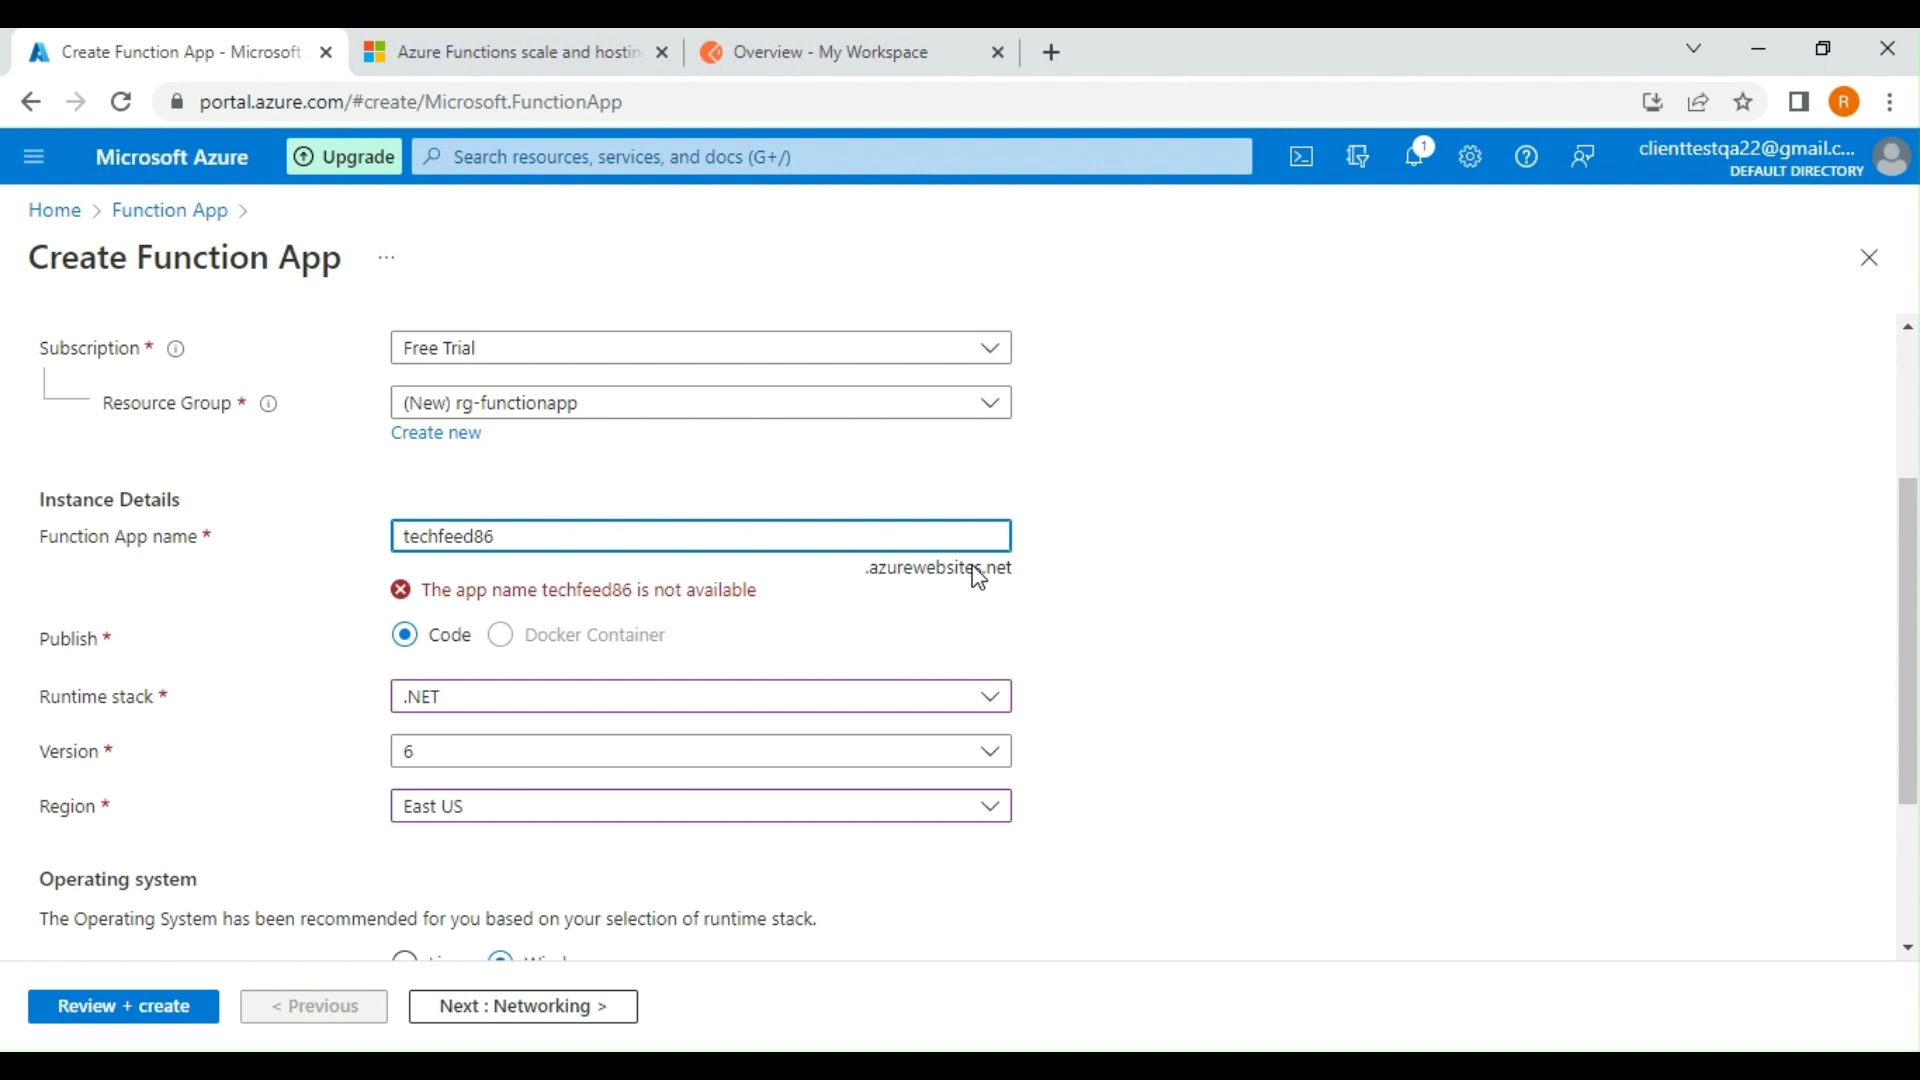 Create Function App - Microsoft
Azure Functions scale and hostin
Overview - My Workspace
portal.azure.com/#create/Microsoft.FunctionApp
R
Microsoft Azure
Upgrade
Search resources, services, and docs (G+/)
1
clienttestqa22@gmail.c...
DEFAULT DIRECTORY
Home > Function App >
Create Function App ...
Subscription *
Free Trial
Resource Group *
(New) rg-functionapp
Create new
Instance Details
Function App name *
techfeed86
.azurewebsites.net
The app name techfeed86 is not available
Publish *
Code
Docker Container
Runtime stack *
.NET
Version *
6
Region *
East US
Operating system
The Operating System has been recommended for you based on your selection of runtime stack.
Review + create
< Previous
Next : Networking >